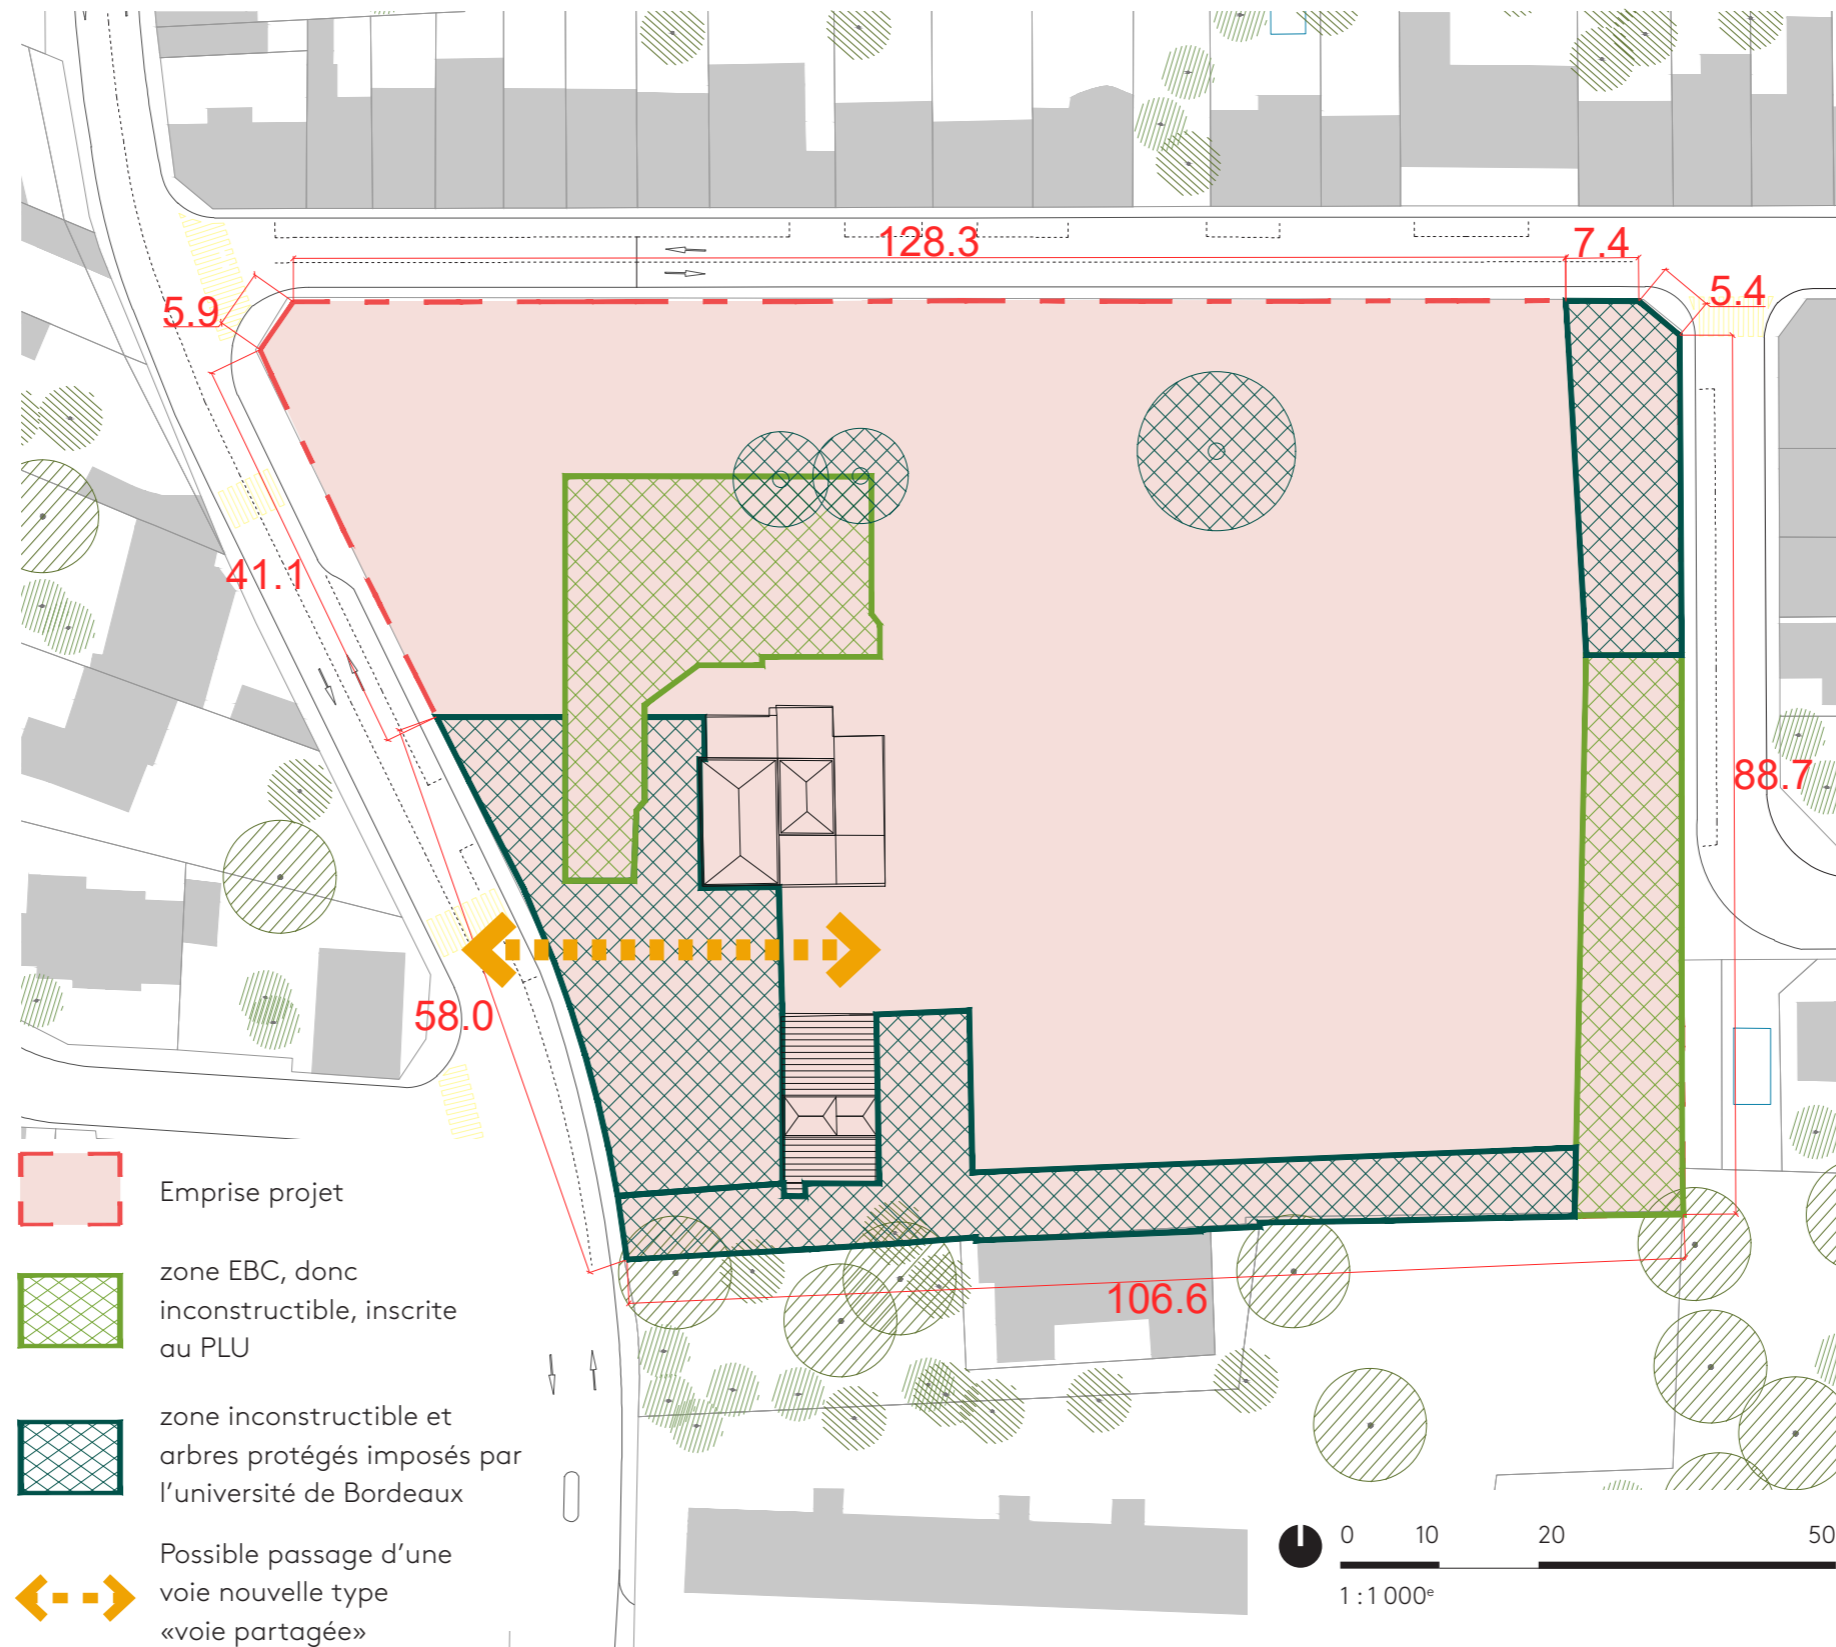 128.3
7.4
5.9
5.4
41.1
88.7
58.0
106.6
Emprise projet
zone EBC, donc
inconstructible, inscrite
au PLU
zone inconstructible et
arbres protégés imposés par
l'université de Bordeaux
Possible passage d'une
voie nouvelle type
«voie partagée»
0 10 20 50
1 :1 000ᵉ